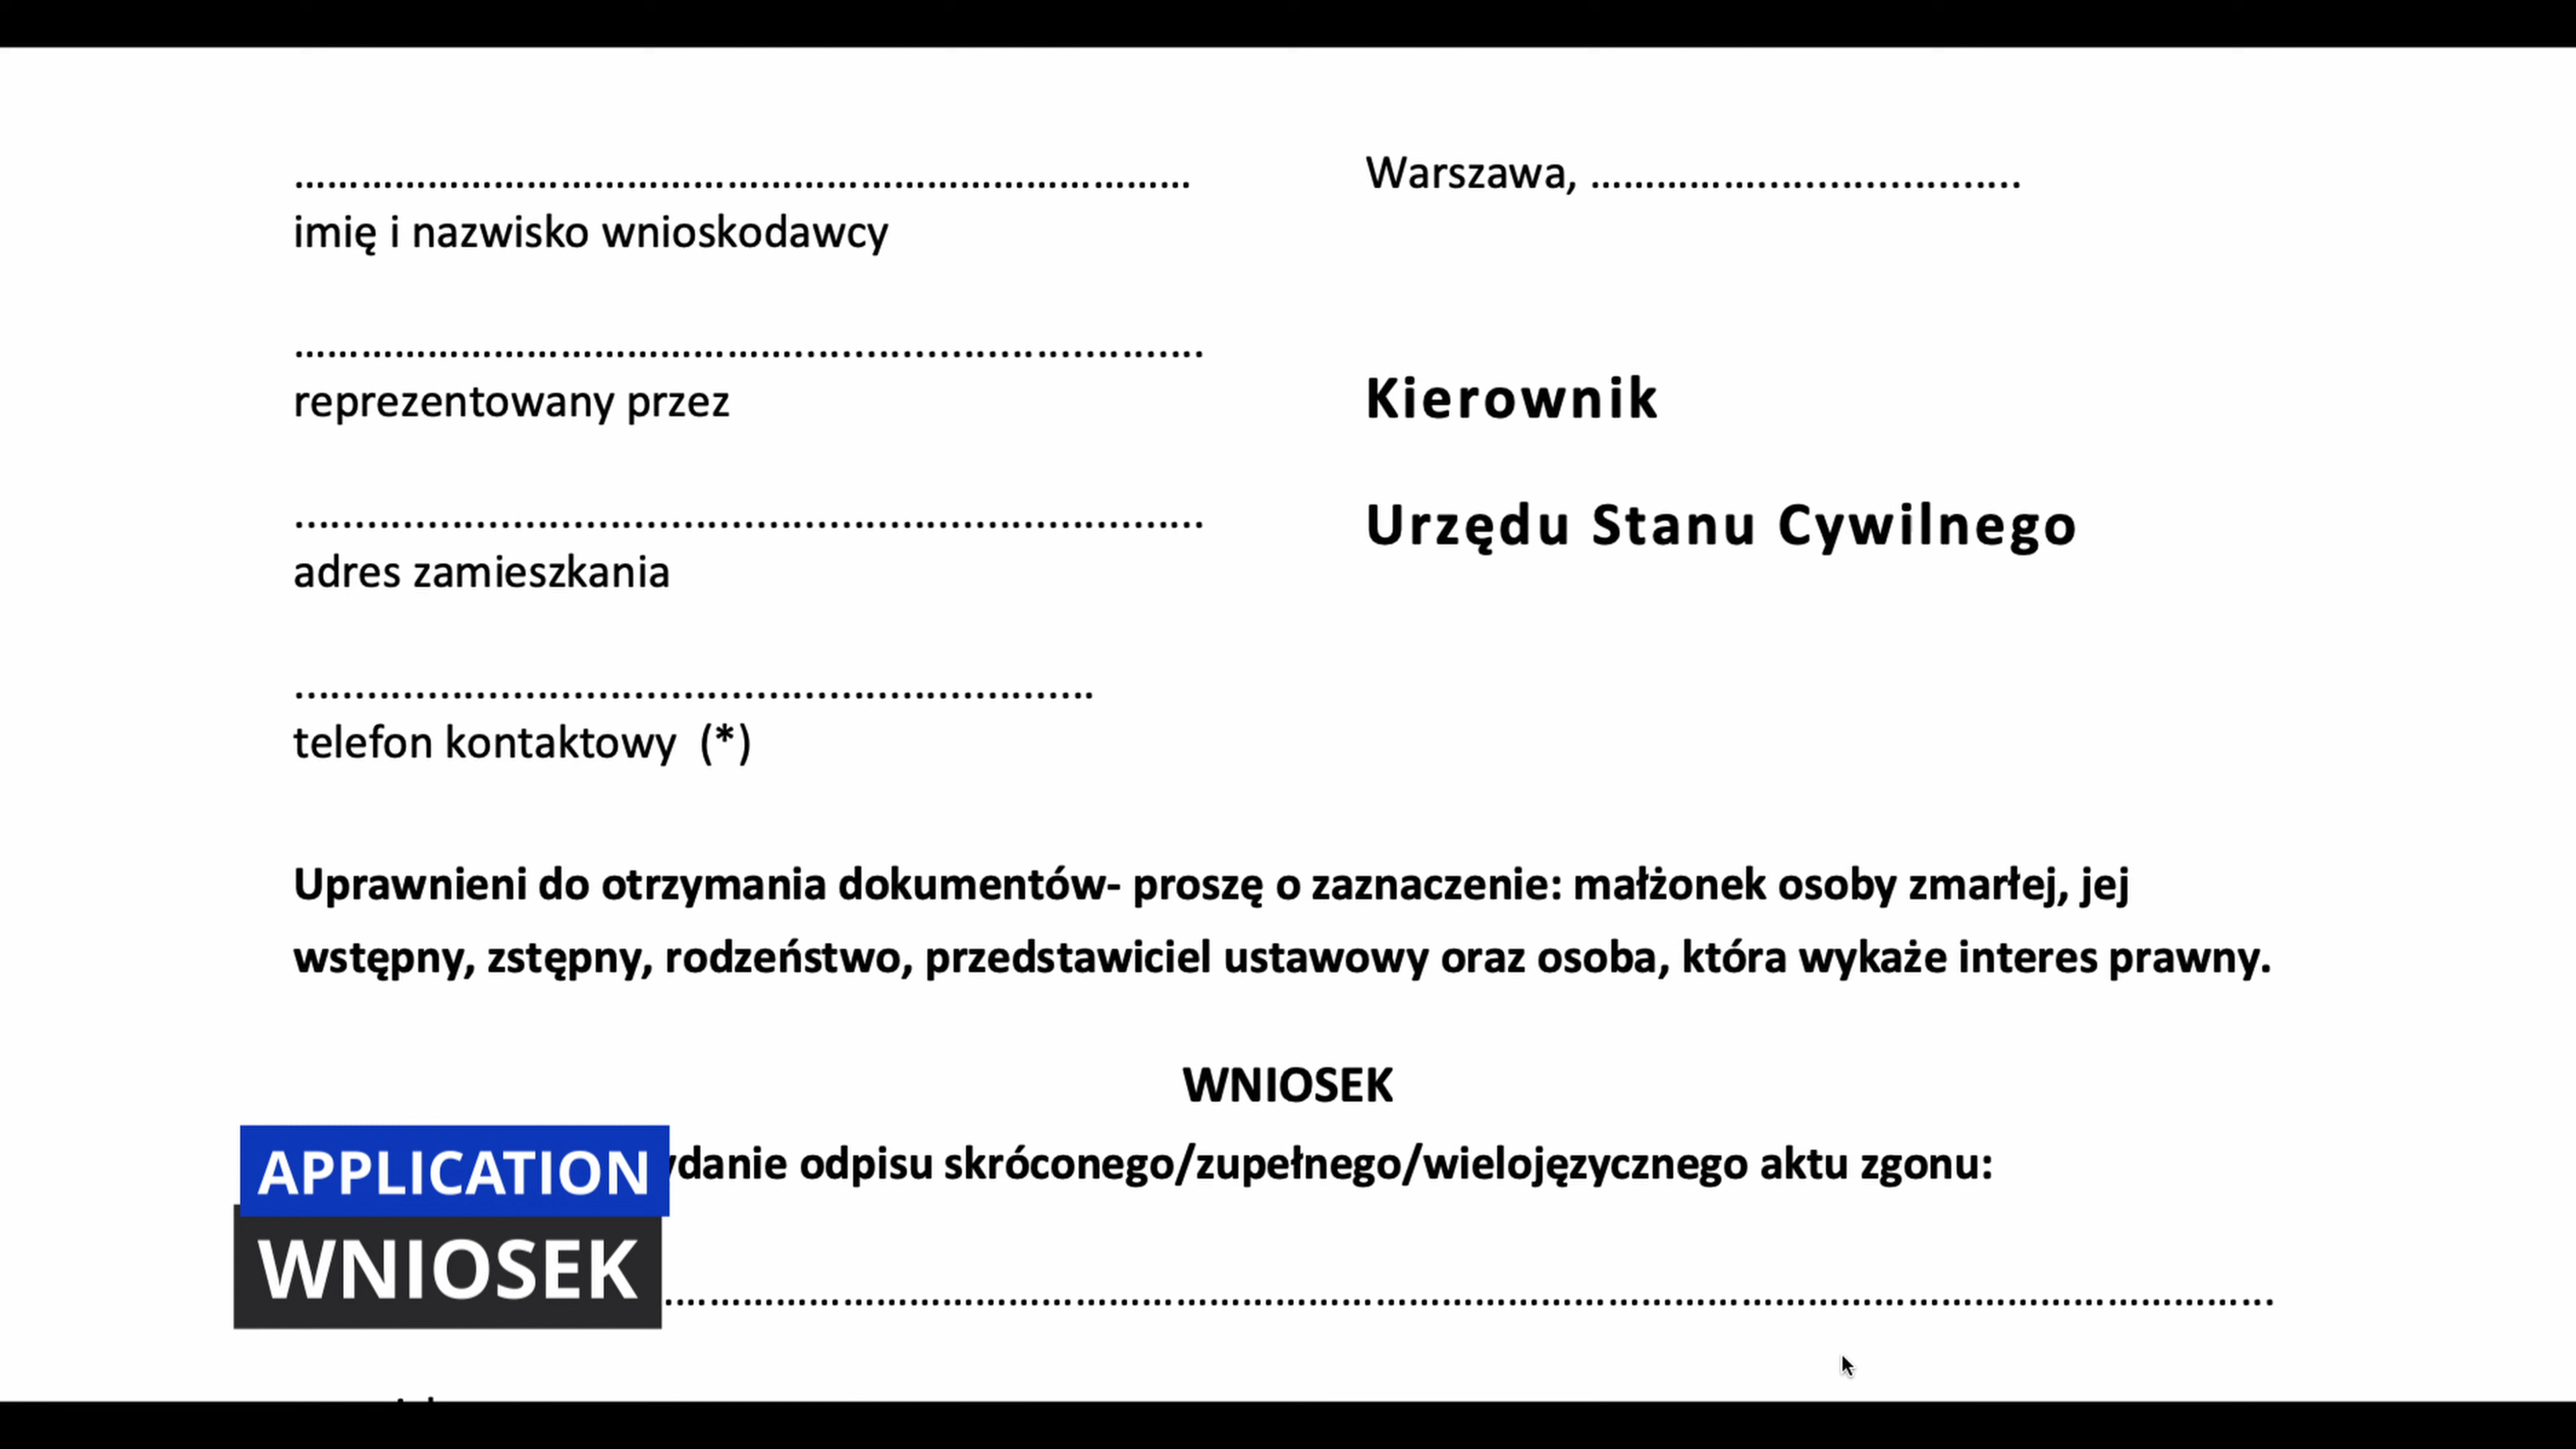 ................................................................................
Warszawa, ........................................
imię i nazwisko wnioskodawcy
................................................................................
reprezentowany przez
Kierownik
................................................................................
Urzędu Stanu Cywilnego
adres zamieszkania
......................................................................
telefon kontaktowy (*)
Uprawnieni do otrzymania dokumentów- proszę o zaznaczenie: małżonek osoby zmarłej, jej
wstępny, zstępny, rodzeństwo, przedstawiciel ustawowy oraz osoba, która wykaże interes prawny.
WNIOSEK
odpisu skróconego/zupełnego/wielojęzycznego aktu zgonu:
APPLICATION
WNIOSEK
................................................................................